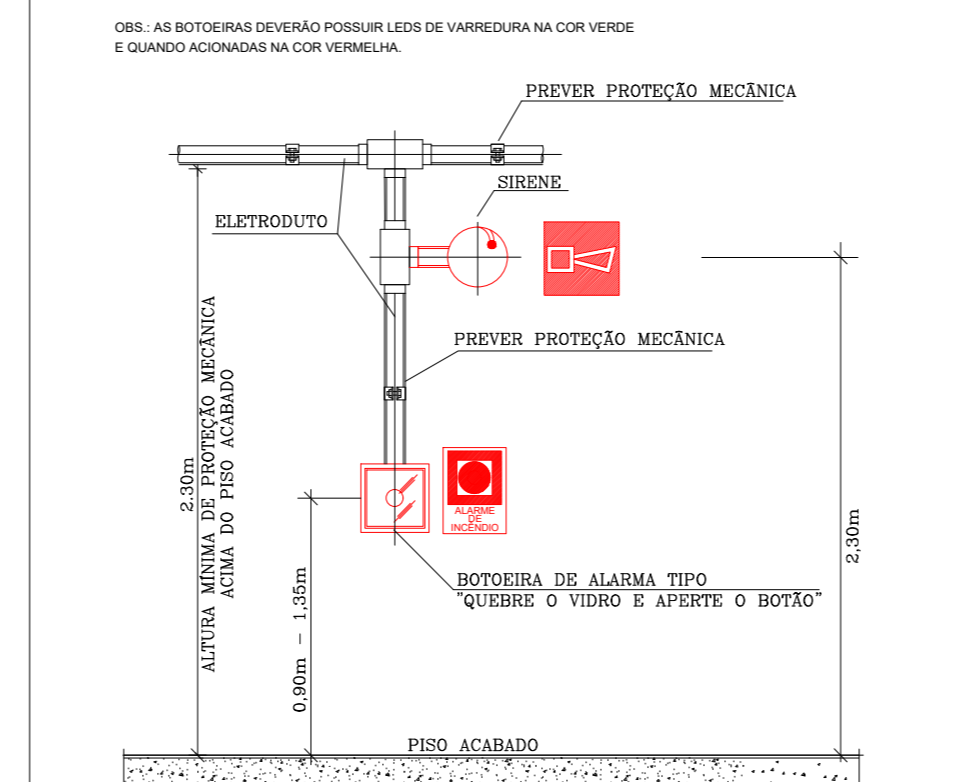 OBS.: AS BOTOEIRAS DEVERÃO POSSUIR LEDS DE VARREDURA NA COR VERDE
E QUANDO ACIONADAS NA COR VERMELHA.
PREVER PROTEÇÃO MECÂNICA
SIRENE
ELETRODUTO
PREVER PROTEÇÃO MECÂNICA
2.30m
ALTURA MÍNIMA DE PROTEÇÃO MECÂNICA
ACIMA DO PISO ACABADO
ALARME
DE
INCÊNDIO
2,30m
0,90m - 1,35m
BOTOEIRA DE ALARMA TIPO
"QUEBRE O VIDRO E APERTE O BOTÃO"
PISO ACABADO